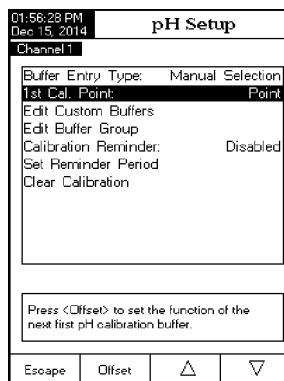 01:56:28 PM
Dec 15, 2014
pH Setup
Channel 1
Buffer Entry Type: Manual Selection
1st Cal. Point: Point
Edit Custom Buffers
Edit Buffer Group
Calibration Reminder: Disabled
Set Reminder Period
Clear Calibration
Press <Offset> to set the function of the
next first pH calibration buffer.
Escape Offset △ ▽